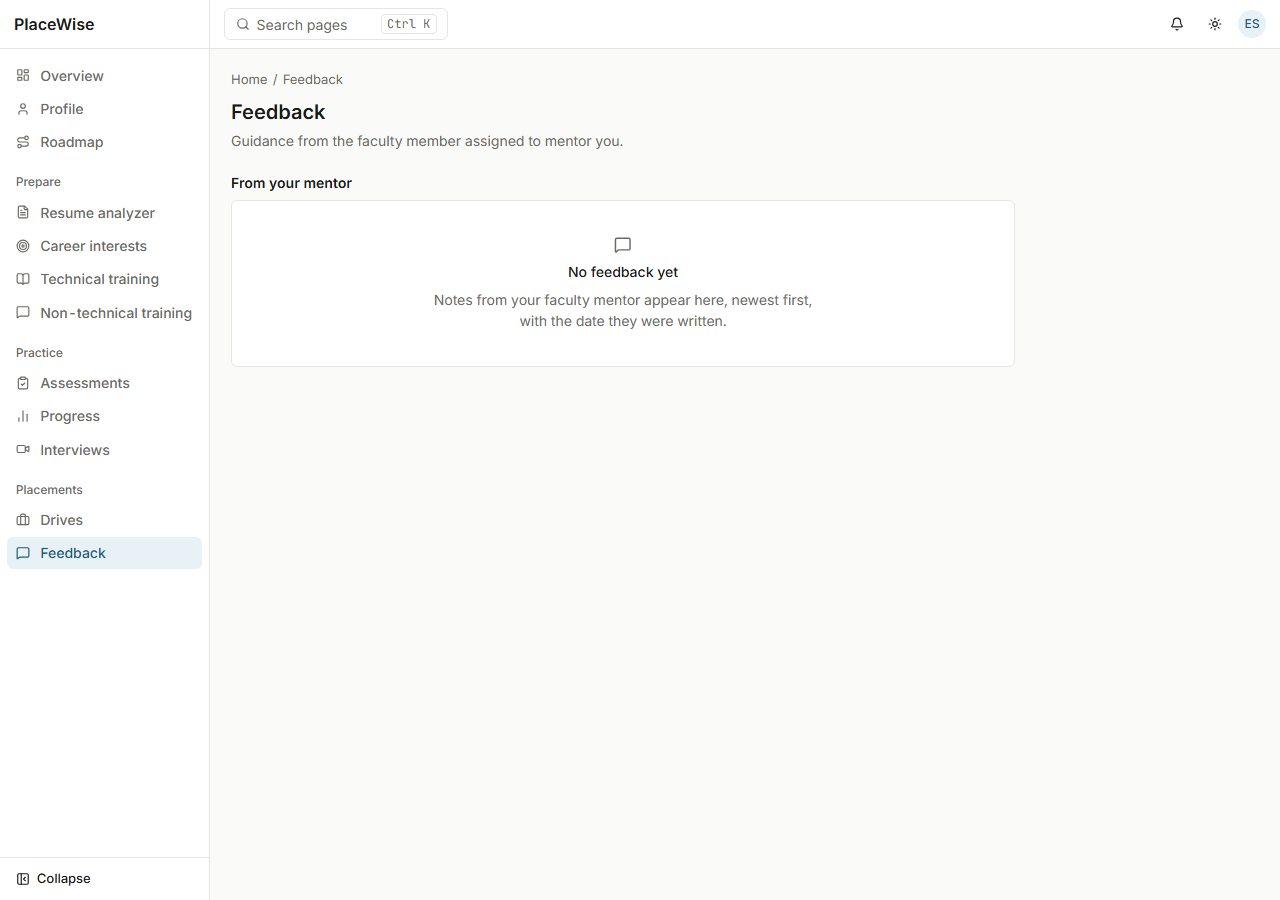 PlaceWise
Search pages
Ctrl K
ES
Overview
Profile
Roadmap
Prepare
Resume analyzer
Career interests
Technical training
Non-technical training
Practice
Assessments
Progress
Interviews
Placements
Drives
Feedback
Collapse
Home / Feedback
Feedback
Guidance from the faculty member assigned to mentor you.
From your mentor
No feedback yet
Notes from your faculty mentor appear here, newest first,
with the date they were written.